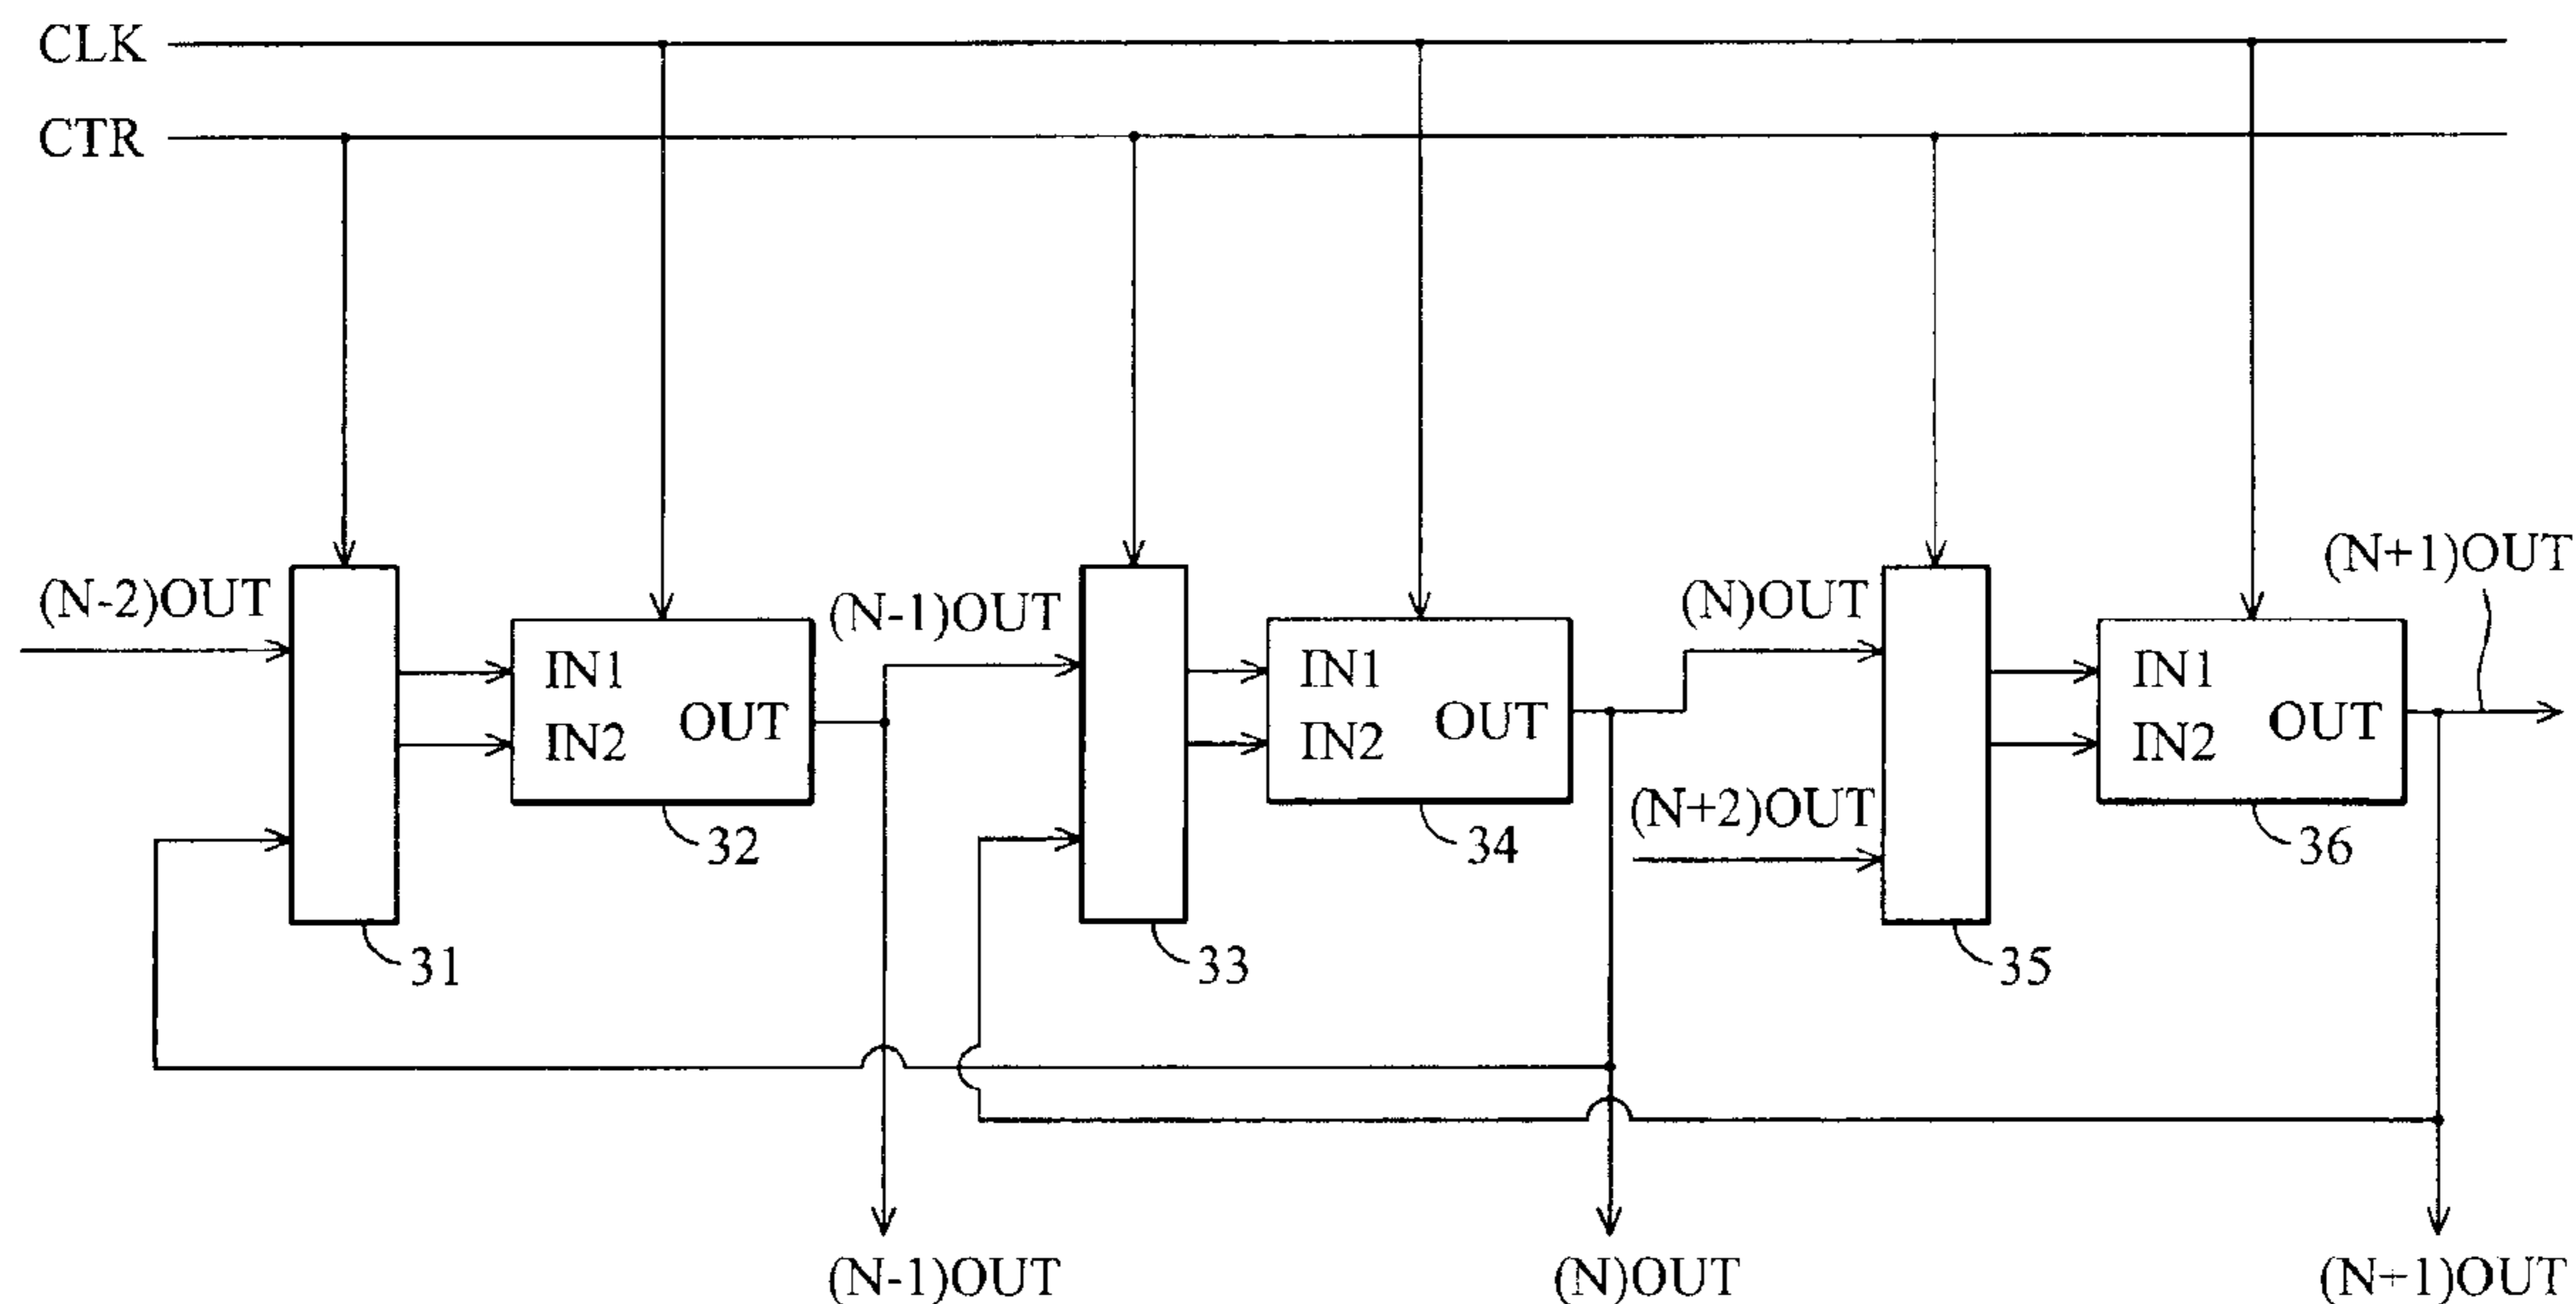 CLK
CTR
(N-2)OUT
(N-1)OUT
(N)OUT
(N+1)OUT
IN1
IN2
OUT
IN1
IN2
OUT
IN1
IN2
OUT
(N+2)OUT
32
34
36
31
33
35
(N-1)OUT
(N)OUT
(N+1)OUT